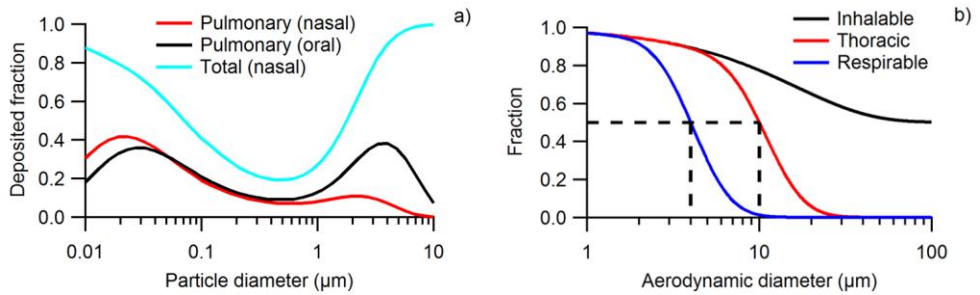 a)
Pulmonary (nasal)
Pulmonary (oral)
Total (nasal)
1.0
0.8
0.6
0.4
0.2
0.0
Deposited fraction
0.01
0.1
1
10
Particle diameter (µm)
b)
Inhalable
Thoracic
Respirable
1.0
0.8
0.6
0.4
0.2
0.0
Fraction
1
10
100
Aerodynamic diameter (µm)